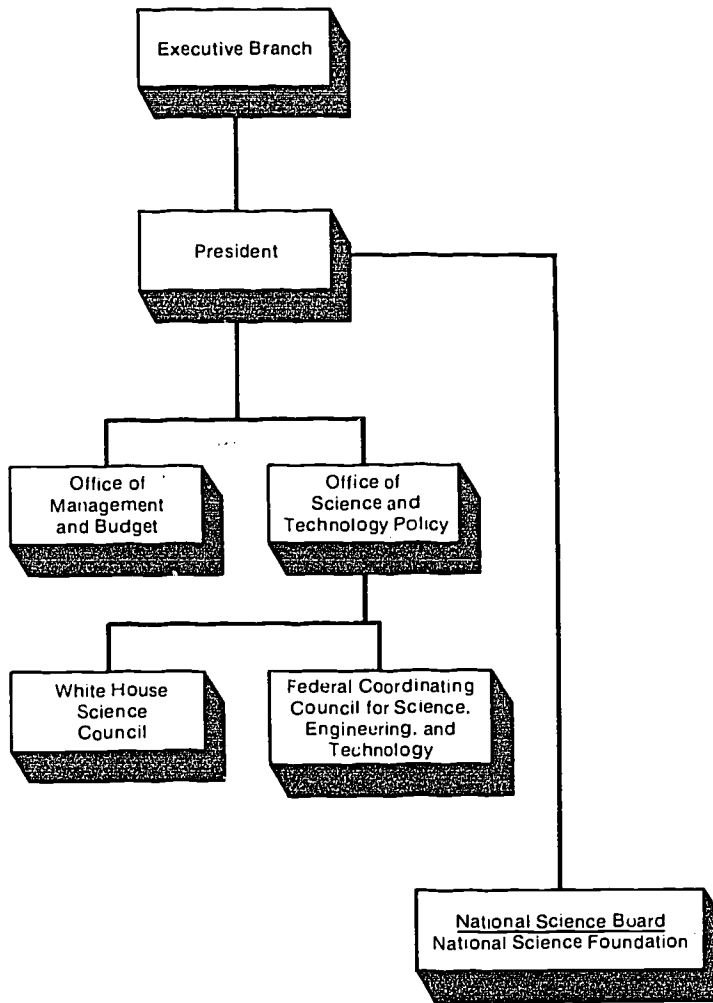 Executive Branch
President
Office of
Management
and Budget
Office of
Science and
Technology Policy
White House
Science
Council
Federal Coordinating
Council for Science,
Engineering, and
Technology
National Science Board
National Science Foundation